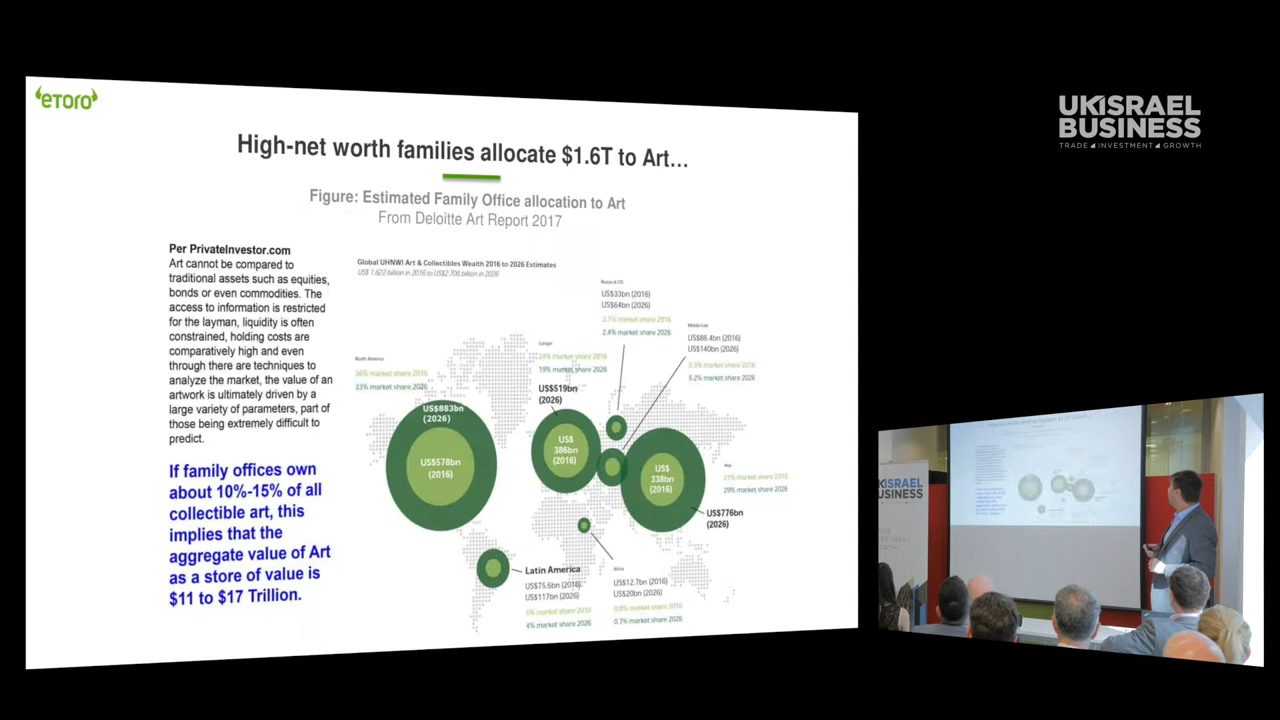 eToro
UKISRAEL
BUSINESS
TRADE INVESTMENT GROWTH
High-net worth families allocate $1.6T to Art...
Figure: Estimated Family Office allocation to Art
From Deloitte Art Report 2017
Per PrivateInvestor.com
Art cannot be compared to
traditional assets such as equities,
bonds or even commodities. The
access to information is restricted
for the layman, liquidity is often
constrained, holding costs are
comparatively high and even
through there are techniques to
analyze the market, the value of an
artwork is ultimately driven by a
large variety of parameters, part of
those being extremely difficult to
predict.
If family offices own
about 10%-15% of all
collectible art, this
implies that the
aggregate value of Art
as a store of value is
$11 to $17 Trillion.
Global UHNWI Art & Collectibles Wealth 2016 to 2026 Estimates
US$ 1.622 billion in 2016 to US$2.706 billion in 2026
Russia & CIS
US$33bn (2016)
US$64bn (2026)
2.1% market share 2016
2.4% market share 2026
Middle East
US$86.4bn (2016)
US$140bn (2026)
5.3% market share 2016
5.2% market share 2026
Europe
24% market share 2016
19% market share 2026
US$519bn
(2026)
US$
386bn
(2016)
North America
36% market share 2016
33% market share 2026
US$883bn
(2026)
US$578bn
(2016)
US$
338bn
(2016)
Asia
21% market share 2016
29% market share 2026
US$776bn
(2026)
Latin America
US$75.6bn (2016)
US$117bn (2026)
5% market share 2016
4% market share 2026
Africa
US$12.7bn (2016)
US$20bn (2026)
0.8% market share 2016
0.7% market share 2026
UKISRAEL
BUSINESS